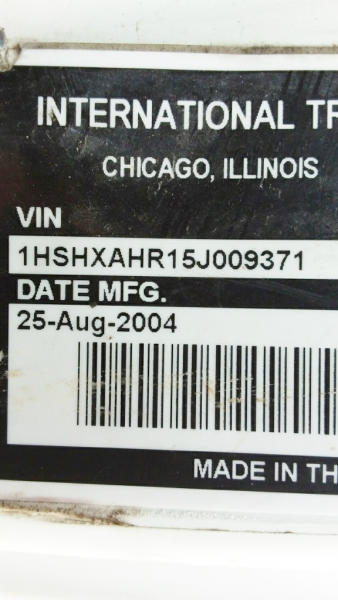 INTERNATIONAL TR
CHICAGO, ILLINOIS
VIN
1HSHXAHR15J009371
DATE MFG.
25-Aug-2004
MADE IN TH